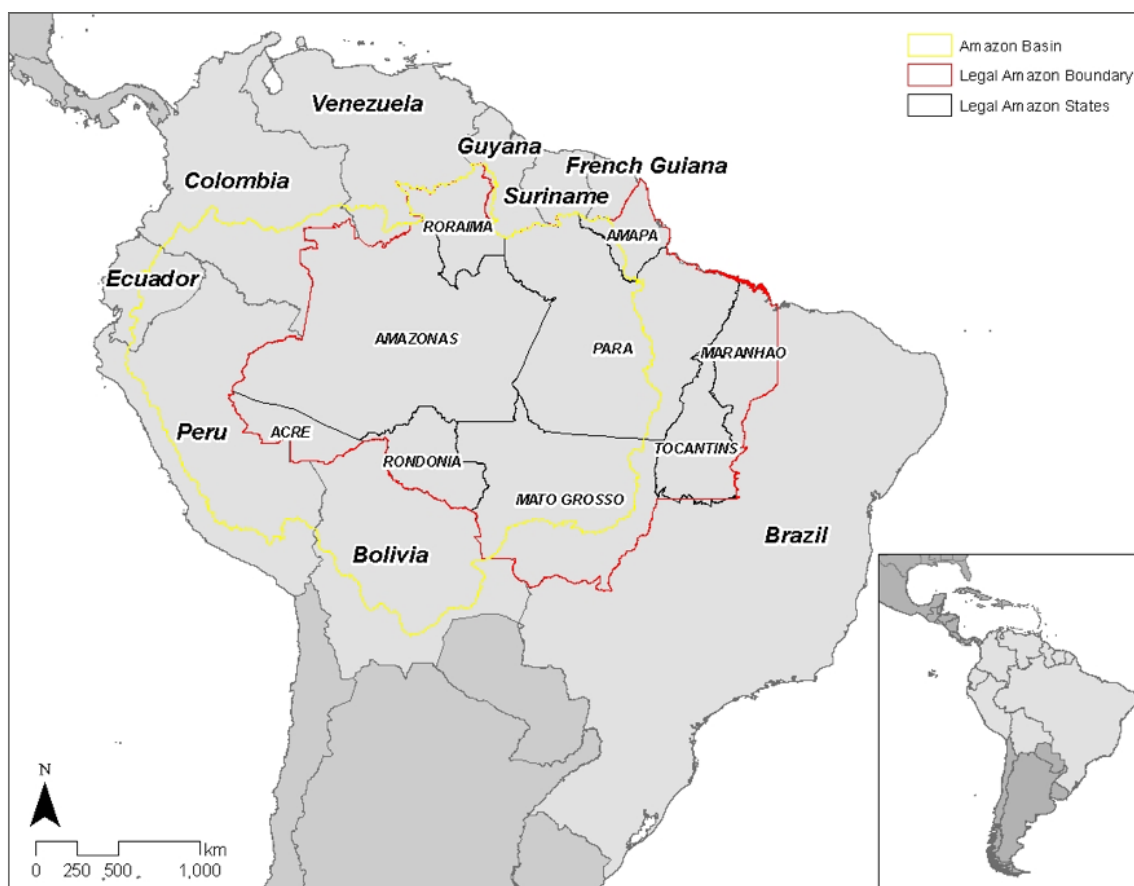 Amazon Basin
Legal Amazon Boundary
Legal Amazon States
Venezuela
Guyana
French Guiana
Colombia
Suriname
RORAIMA
AMAPA
Ecuador
AMAZONAS
PARA
MARANHAO
Peru
ACRE
RONDONIA
TOCANTINS
MATO GROSSO
Bolivia
Brazil
N
km
0 250 500 1,000